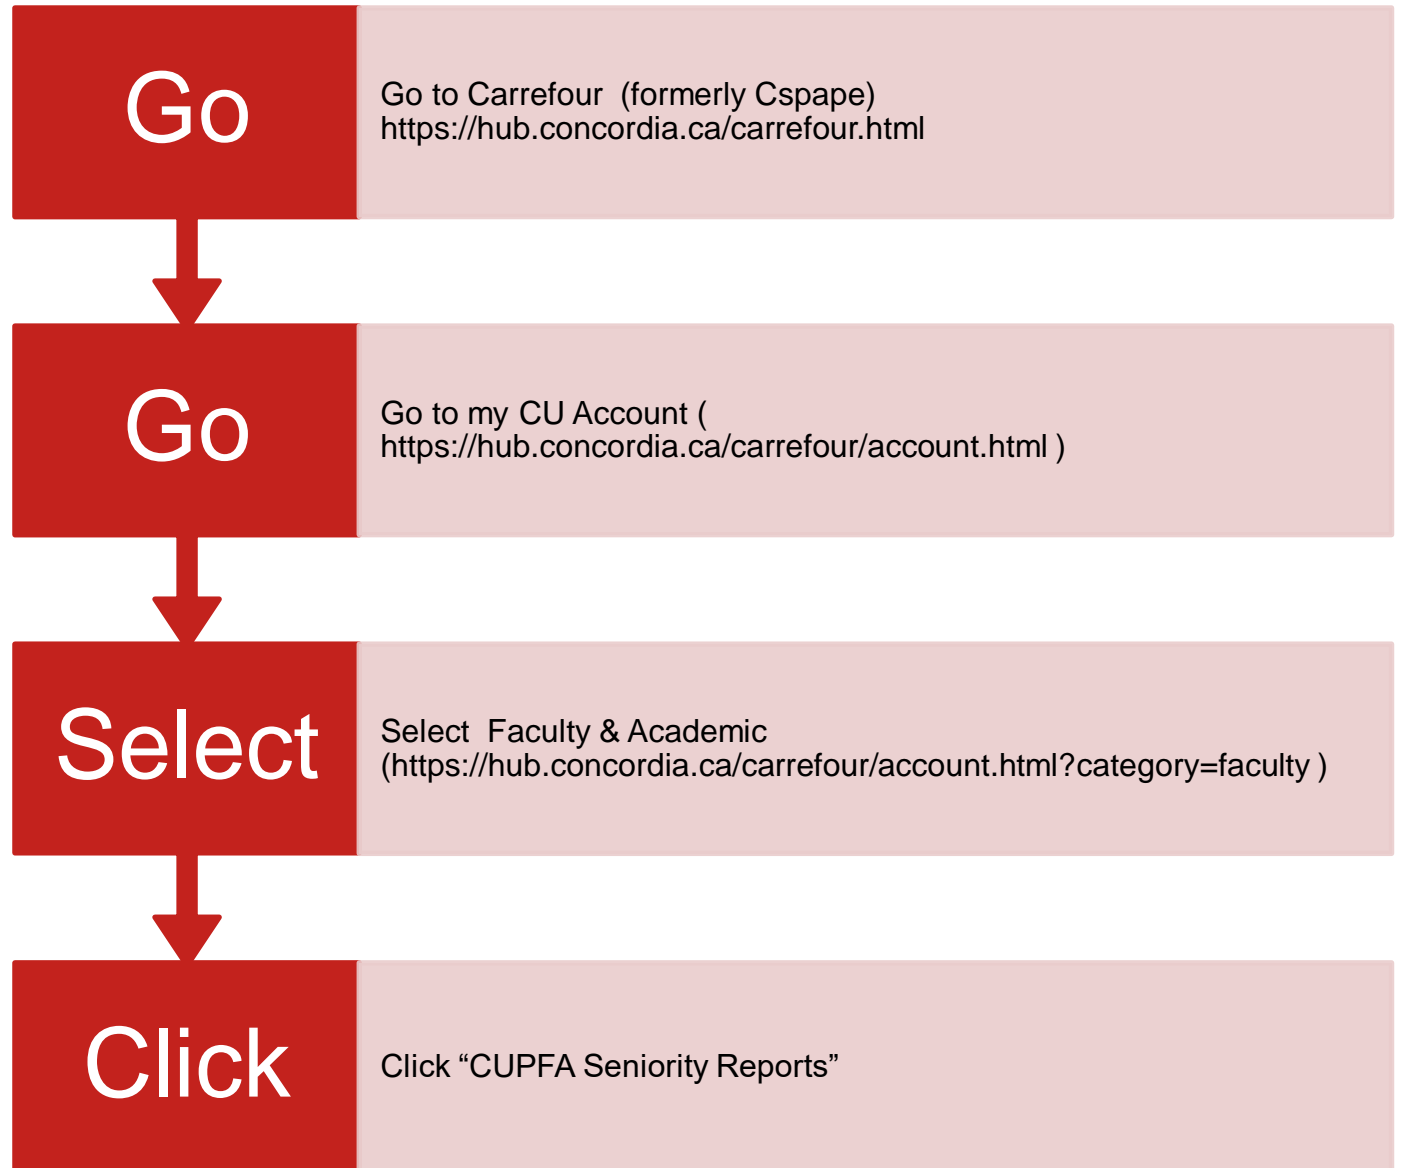 Go
Go to Carrefour (formerly Cspape)
https://hub.concordia.ca/carrefour.html
Go
Go to my CU Account (
https://hub.concordia.ca/carrefour/account.html )
Select
Select Faculty & Academic
(https://hub.concordia.ca/carrefour/account.html?category=faculty )
Click
Click “CUPFA Seniority Reports”